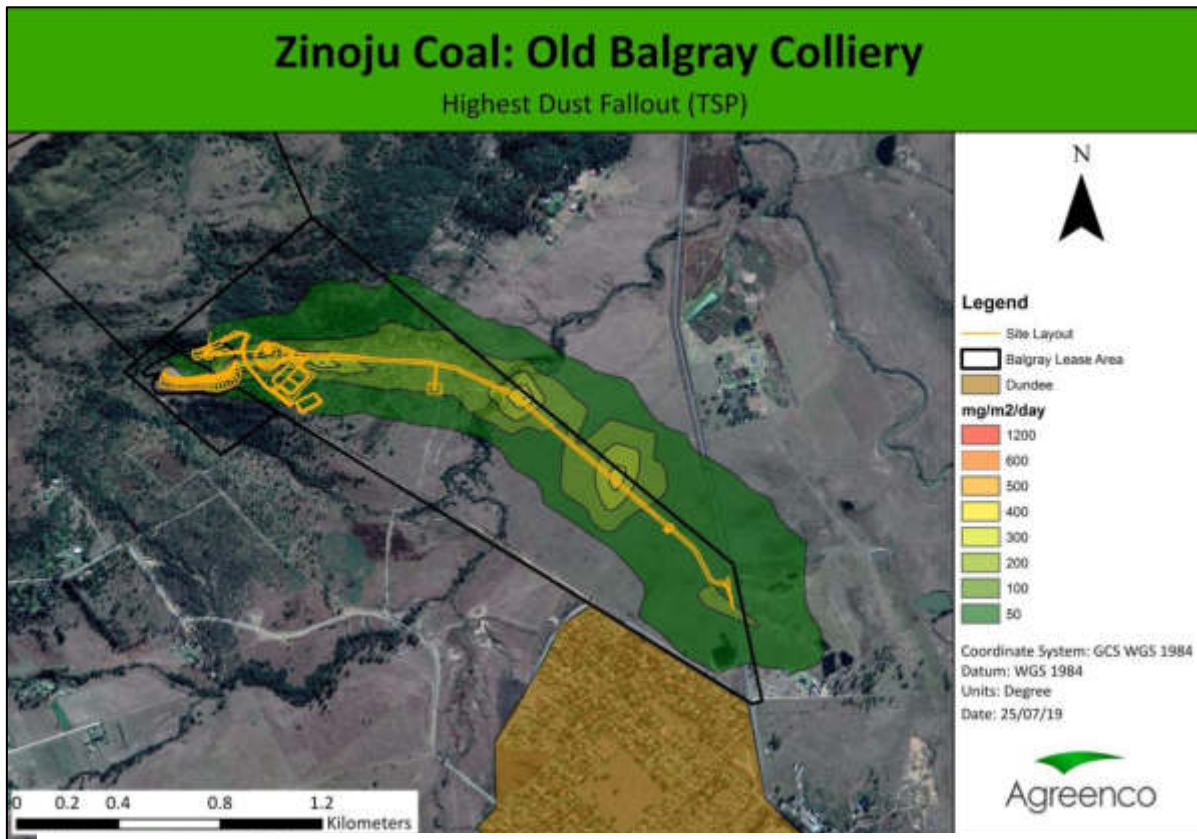 Zinoju Coal: Old Balgray Colliery
Highest Dust Fallout (TSP)
N
Legend
Site Layout
Balgray Lease Area
Dundee
mg/m2/day
1200
600
500
400
300
200
100
50
Coordinate System: GCS WGS 1984
Datum: WGS 1984
Units: Degree
Date: 25/07/19
Agreenco
0 0.2 0.4 0.8 1.2
Kilometers